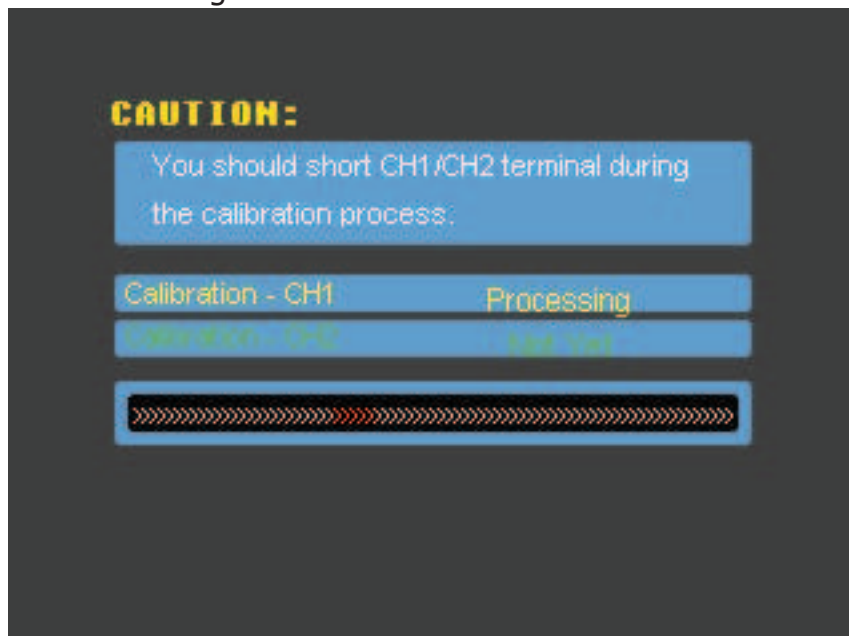 CAUTION:
You should short CH1/CH2 terminal during
the calibration process.
Calibration - CH1 Processing
Calibration - CH2 Not Yet
»»»»»»»»»»»»»»»»»»»»»»»»»»»»»»